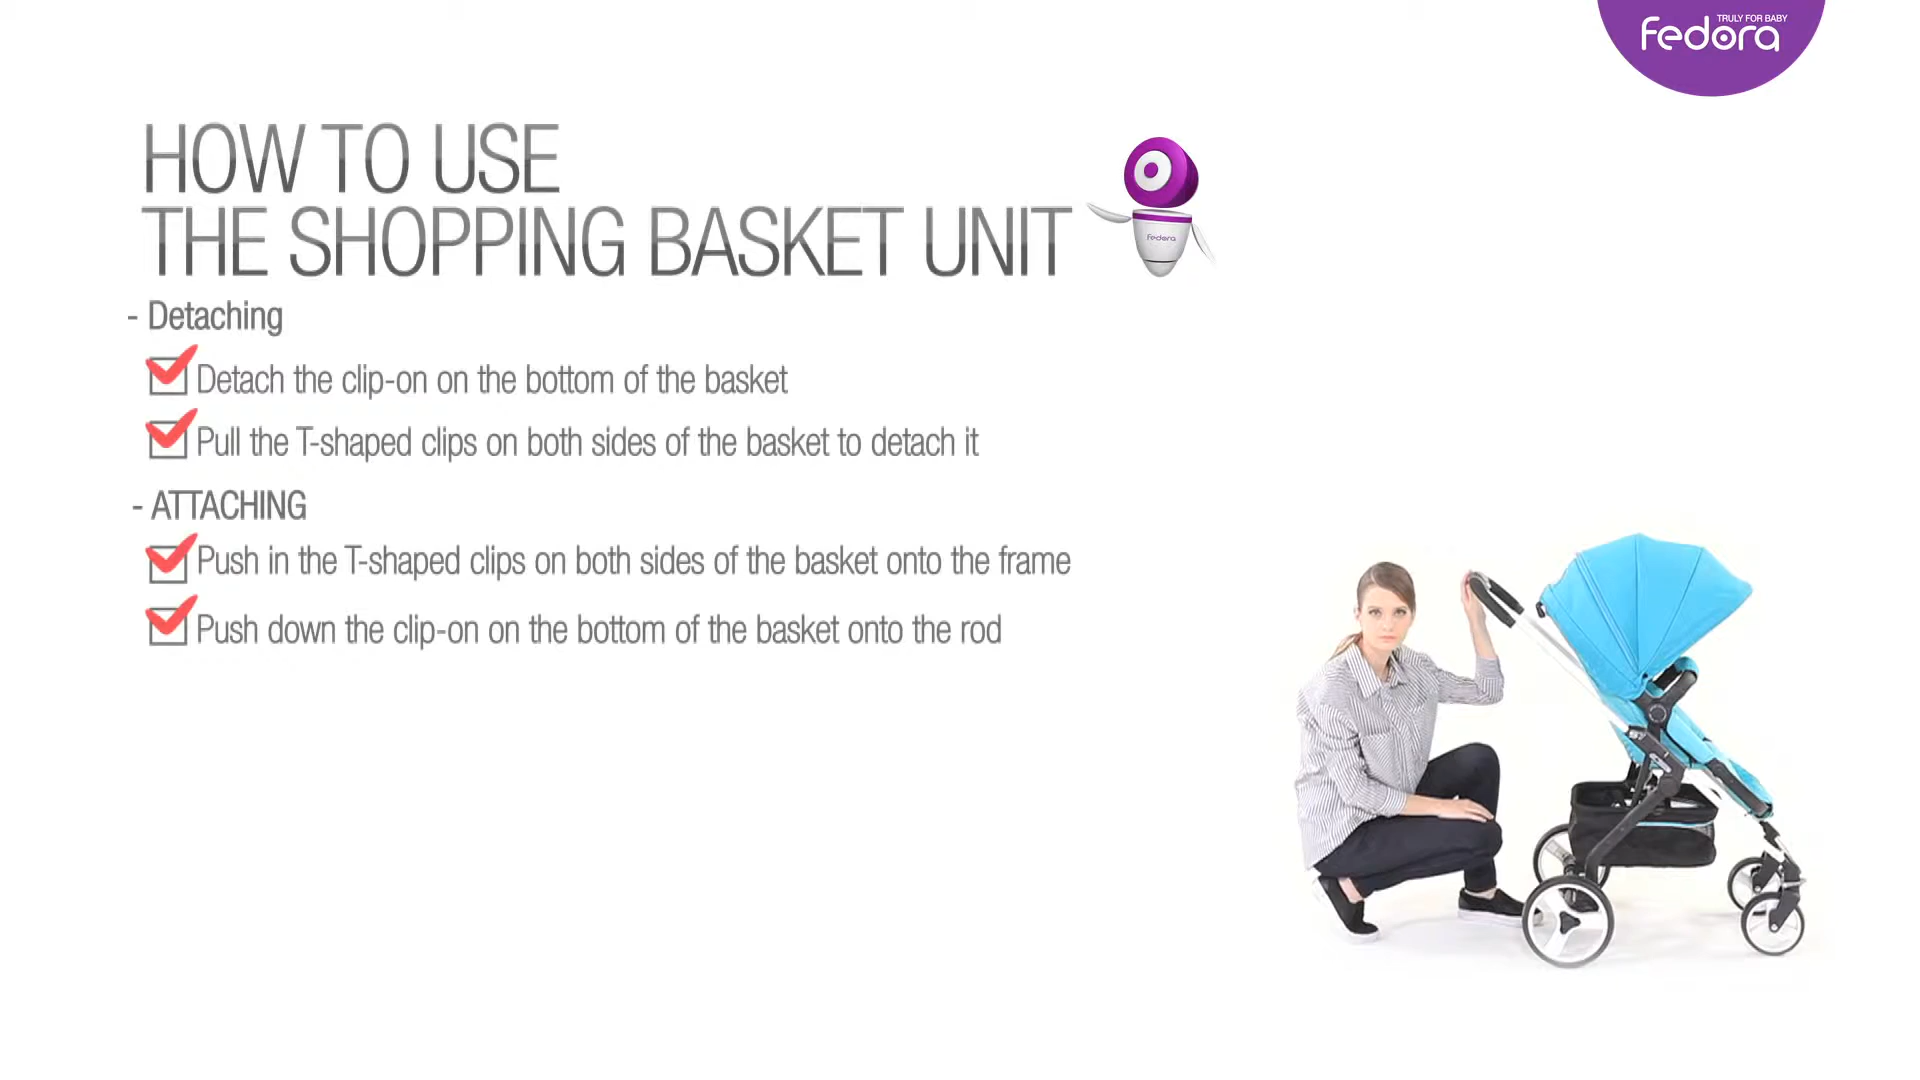 TRULY FOR BABY
fedora
HOW TO USE
THE SHOPPING BASKET UNIT
fedora
- Detaching
Detach the clip-on on the bottom of the basket
Pull the T-shaped clips on both sides of the basket to detach it
- ATTACHING
Push in the T-shaped clips on both sides of the basket onto the frame
Push down the clip-on on the bottom of the basket onto the rod